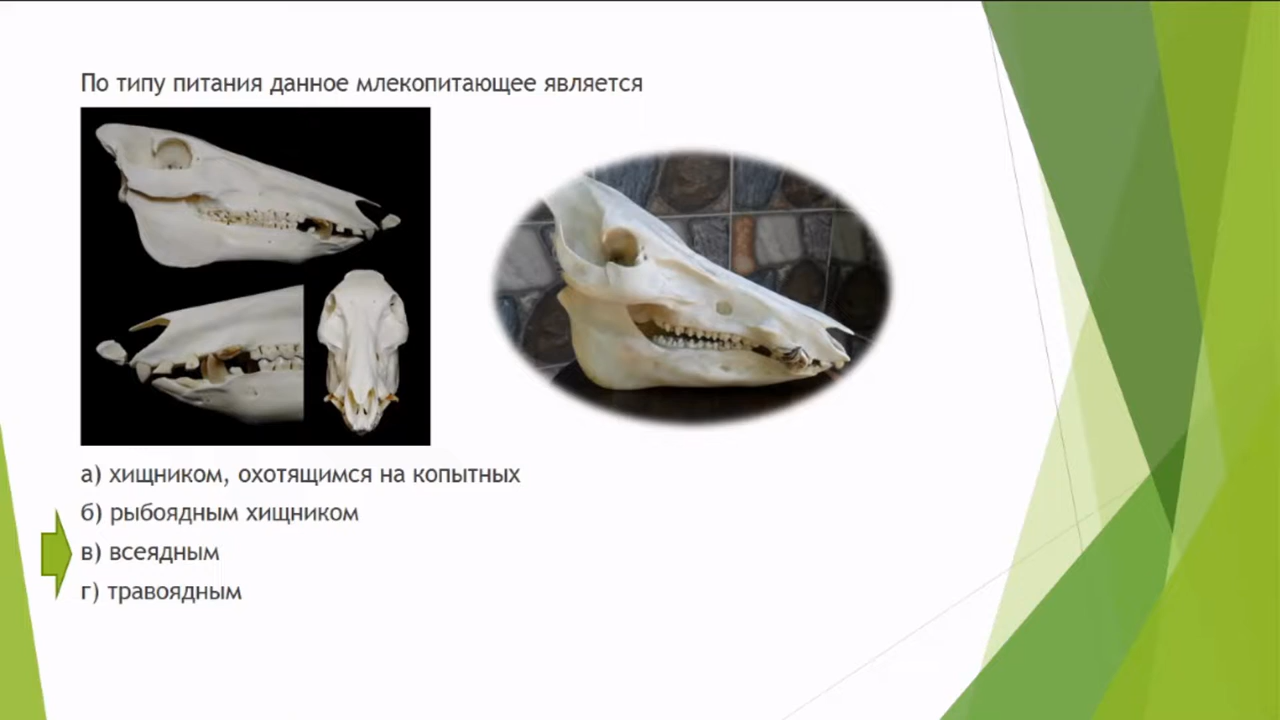 По типу питания данное млекопитающее является
а) хищником, охотящимся на копытных
б) рыбоядным хищником
в) всеядным
г) травоядным